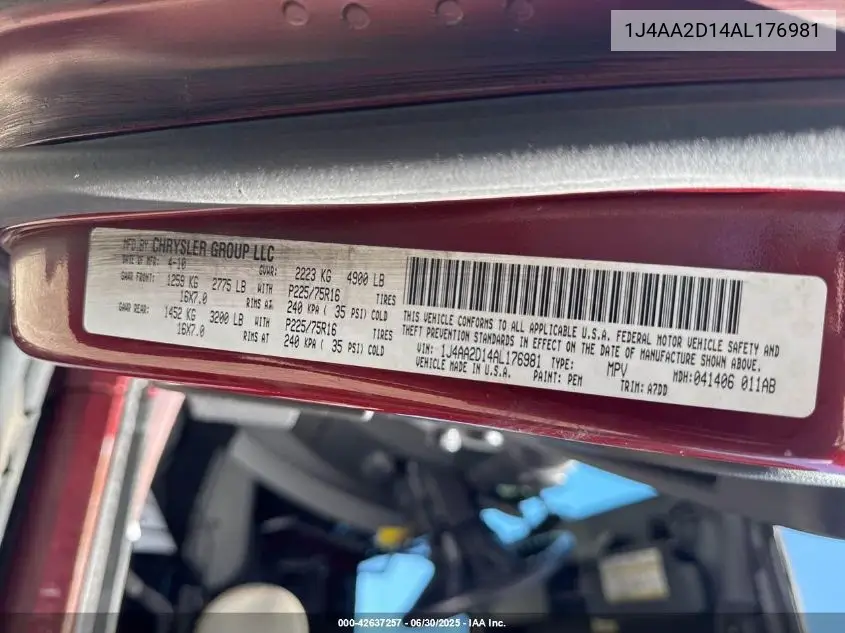 1J4AA2D14AL176981
MFD.BY CHRYSLER GROUP LLC
DATE OF MFG: 4-10 GVWR: 2223 KG 4900 LB
GAWR FRONT: 1259 KG 2775 LB WITH P225/75R16 TIRES
16X7.0 RIMS AT 240 KPA ( 35 PSI) COLD
GAWR REAR: 1452 KG 3200 LB WITH P225/75R16 TIRES
16X7.0 RIMS AT 240 KPA ( 35 PSI) COLD
THIS VEHICLE CONFORMS TO ALL APPLICABLE U.S.A. FEDERAL MOTOR VEHICLE SAFETY AND
THEFT PREVENTION STANDARDS IN EFFECT ON THE DATE OF MANUFACTURE SHOWN ABOVE.
VIN: 1J4AA2D14AL176981 TYPE: MPV MDH:041406 011AB
VEHICLE MADE IN U.S.A. PAINT: PEM TRIM: A7DD
000-42637257 - 06/30/2025 - IAA Inc.